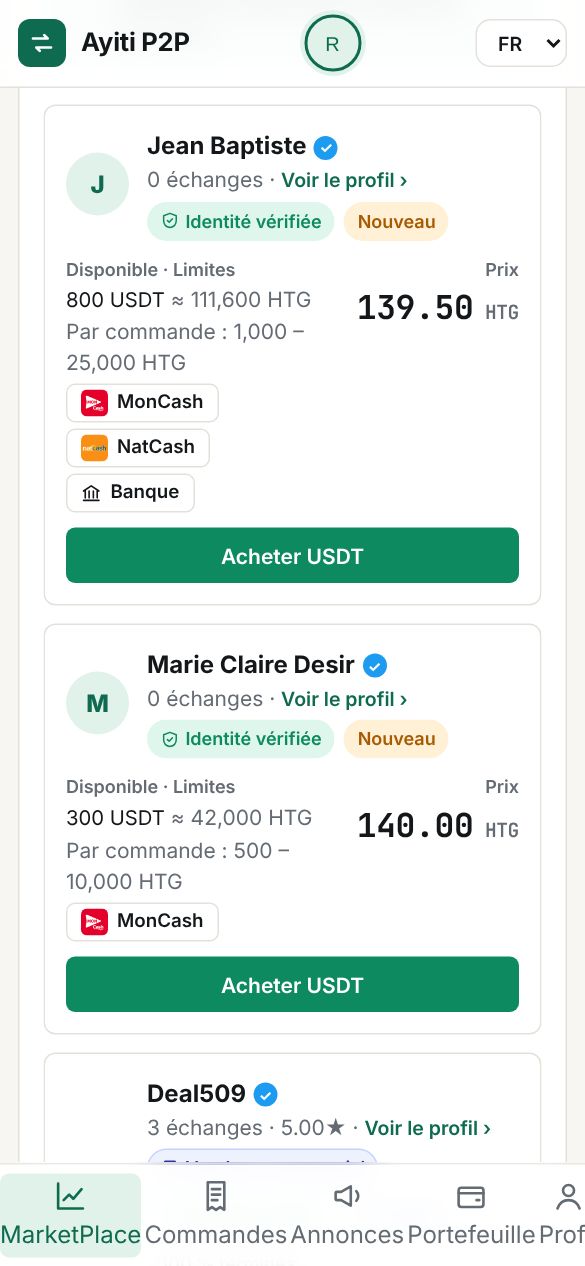 Ayiti P2P
R
FR
J
Jean Baptiste
0 échanges · Voir le profil ›
Identité vérifiée
Nouveau
Disponible · Limites
Prix
800 USDT ≈ 111,600 HTG
139.50 HTG
Par commande : 1,000 –
25,000 HTG
MonCash
NatCash
Banque
Acheter USDT
M
Marie Claire Desir
0 échanges · Voir le profil ›
Identité vérifiée
Nouveau
Disponible · Limites
Prix
300 USDT ≈ 42,000 HTG
140.00 HTG
Par commande : 500 –
10,000 HTG
MonCash
Acheter USDT
Deal509
3 échanges · 5.00★ · Voir le profil ›
MarketPlace
Commandes
Annonces
Portefeuille
Prof